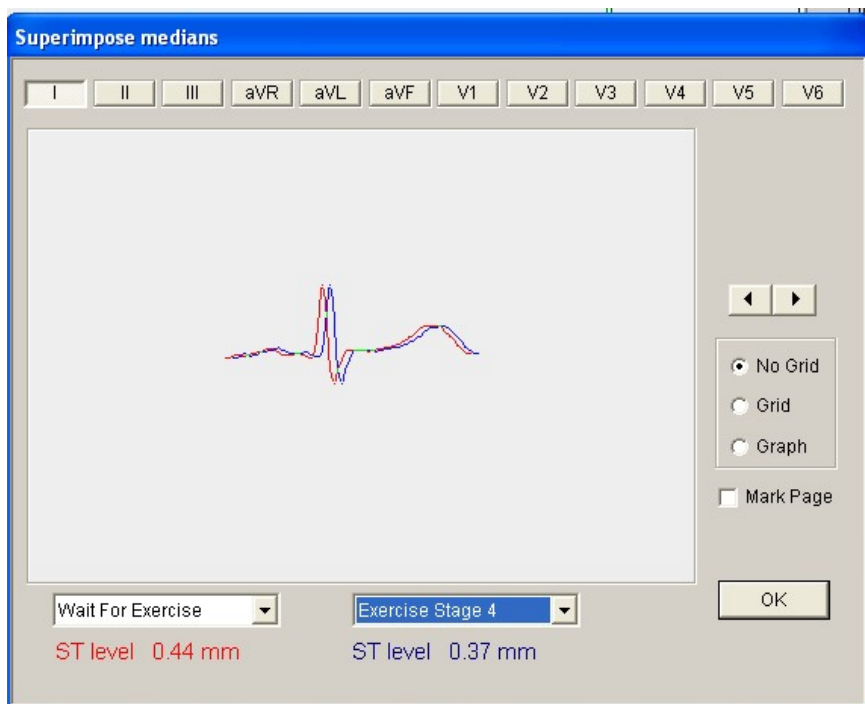 Superimpose medians
I II III aVR aVL aVF V1 V2 V3 V4 V5 V6
No Grid
Grid
Graph
Mark Page
Wait For Exercise Exercise Stage 4 OK
ST level 0.44 mm ST level 0.37 mm